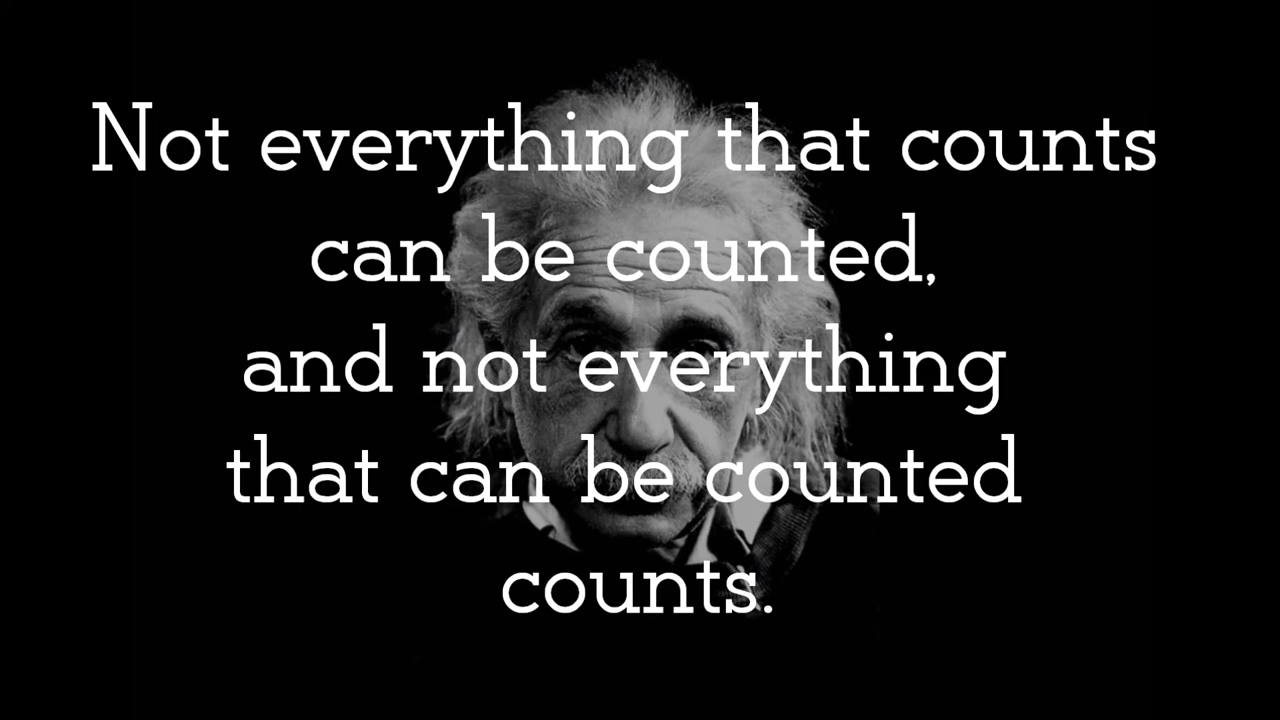 Not everything that counts
can be counted,
and not everything
that can be counted
counts.